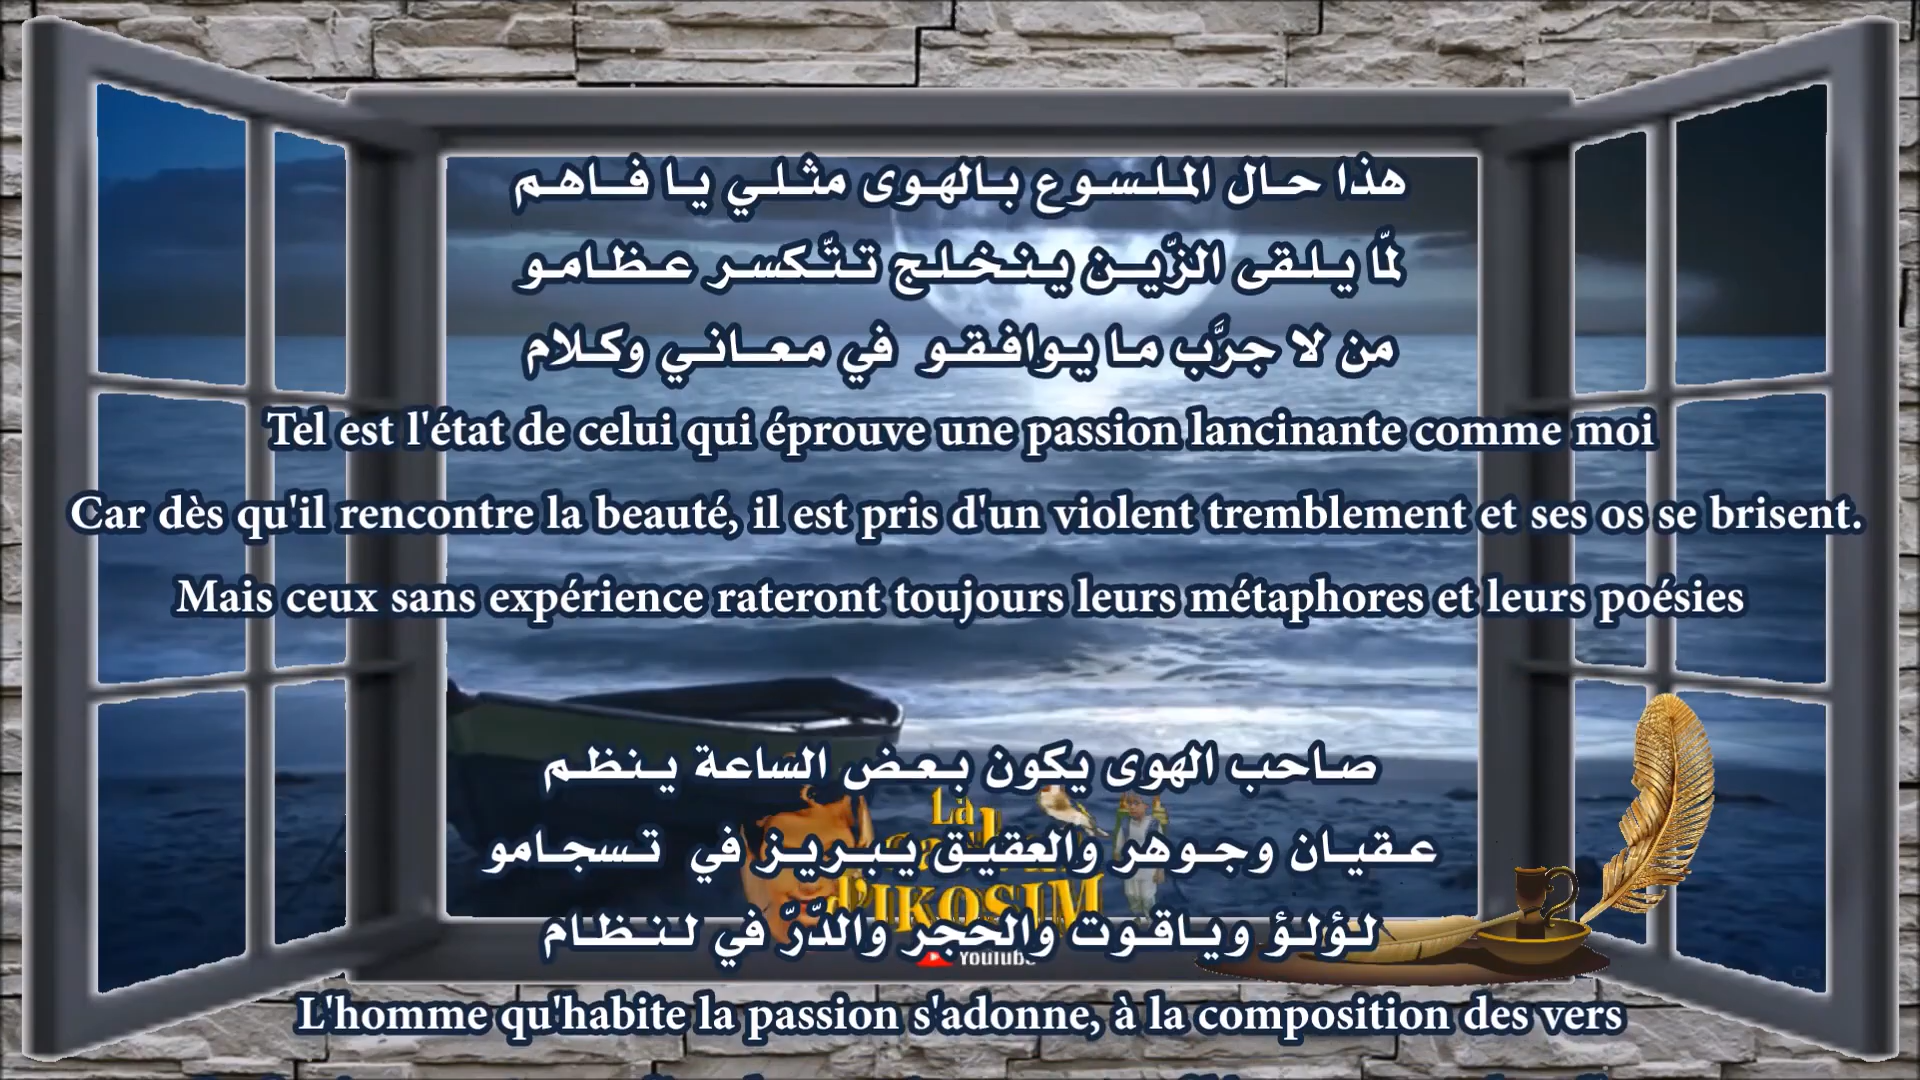 هذا حال الملسوع بالهوى مثلي يا فاهم
لمّا يلقى الزّين ينخلج تتّكسر عظامو
من لا جرَّب ما يوافقو في معاني وكلام
Tel est l'état de celui qui éprouve une passion lancinante comme moi
Car dès qu'il rencontre la beauté, il est pris d'un violent tremblement et ses os se brisent.
Mais ceux sans expérience rateront toujours leurs métaphores et leurs poésies
صاحب الهوى يكون بعض الساعة ينظم
La
عقيان وجوهر والعقيق يبريز في تسجامو
d'IKOSIM
لؤلؤ وياقوت والحجر والدّرّ في لنظام
YouTube
L'homme qu'habite la passion s'adonne, à la composition des vers